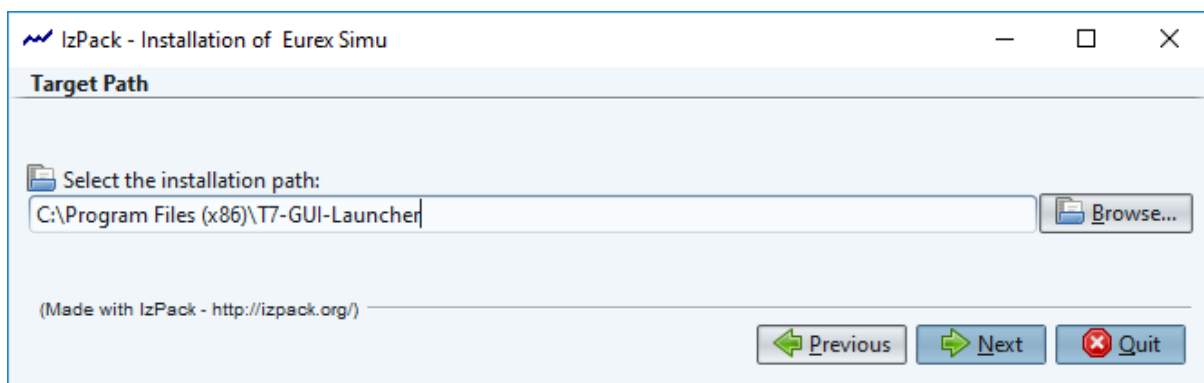 IzPack - Installation of  Eurex Simu
Target Path
Select the installation path:
C:\Program Files (x86)\T7-GUI-Launcher
Browse...
(Made with IzPack - http://izpack.org/)
Previous
Next
Quit